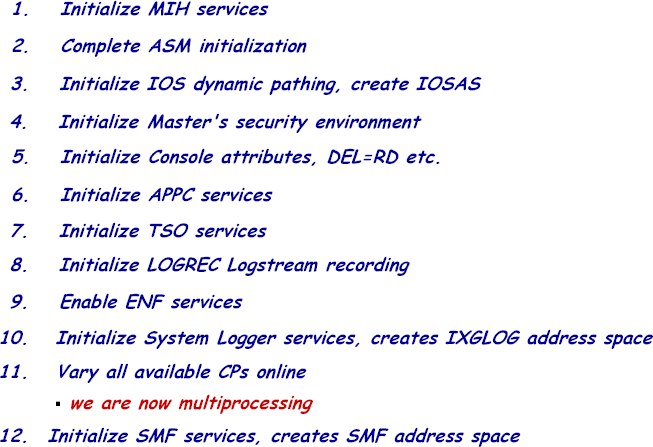 1. Initialize MIH services
2. Complete ASM initialization
3. Initialize IOS dynamic pathing, create IOSAS
4. Initialize Master's security environment
5. Initialize Console attributes, DEL=RD etc.
6. Initialize APPC services
7. Initialize TSO services
8. Initialize LOGREC Logstream recording
9. Enable ENF services
10. Initialize System Logger services, creates IXGLOG address space
11. Vary all available CPs online
▪ we are now multiprocessing
12. Initialize SMF services, creates SMF address space